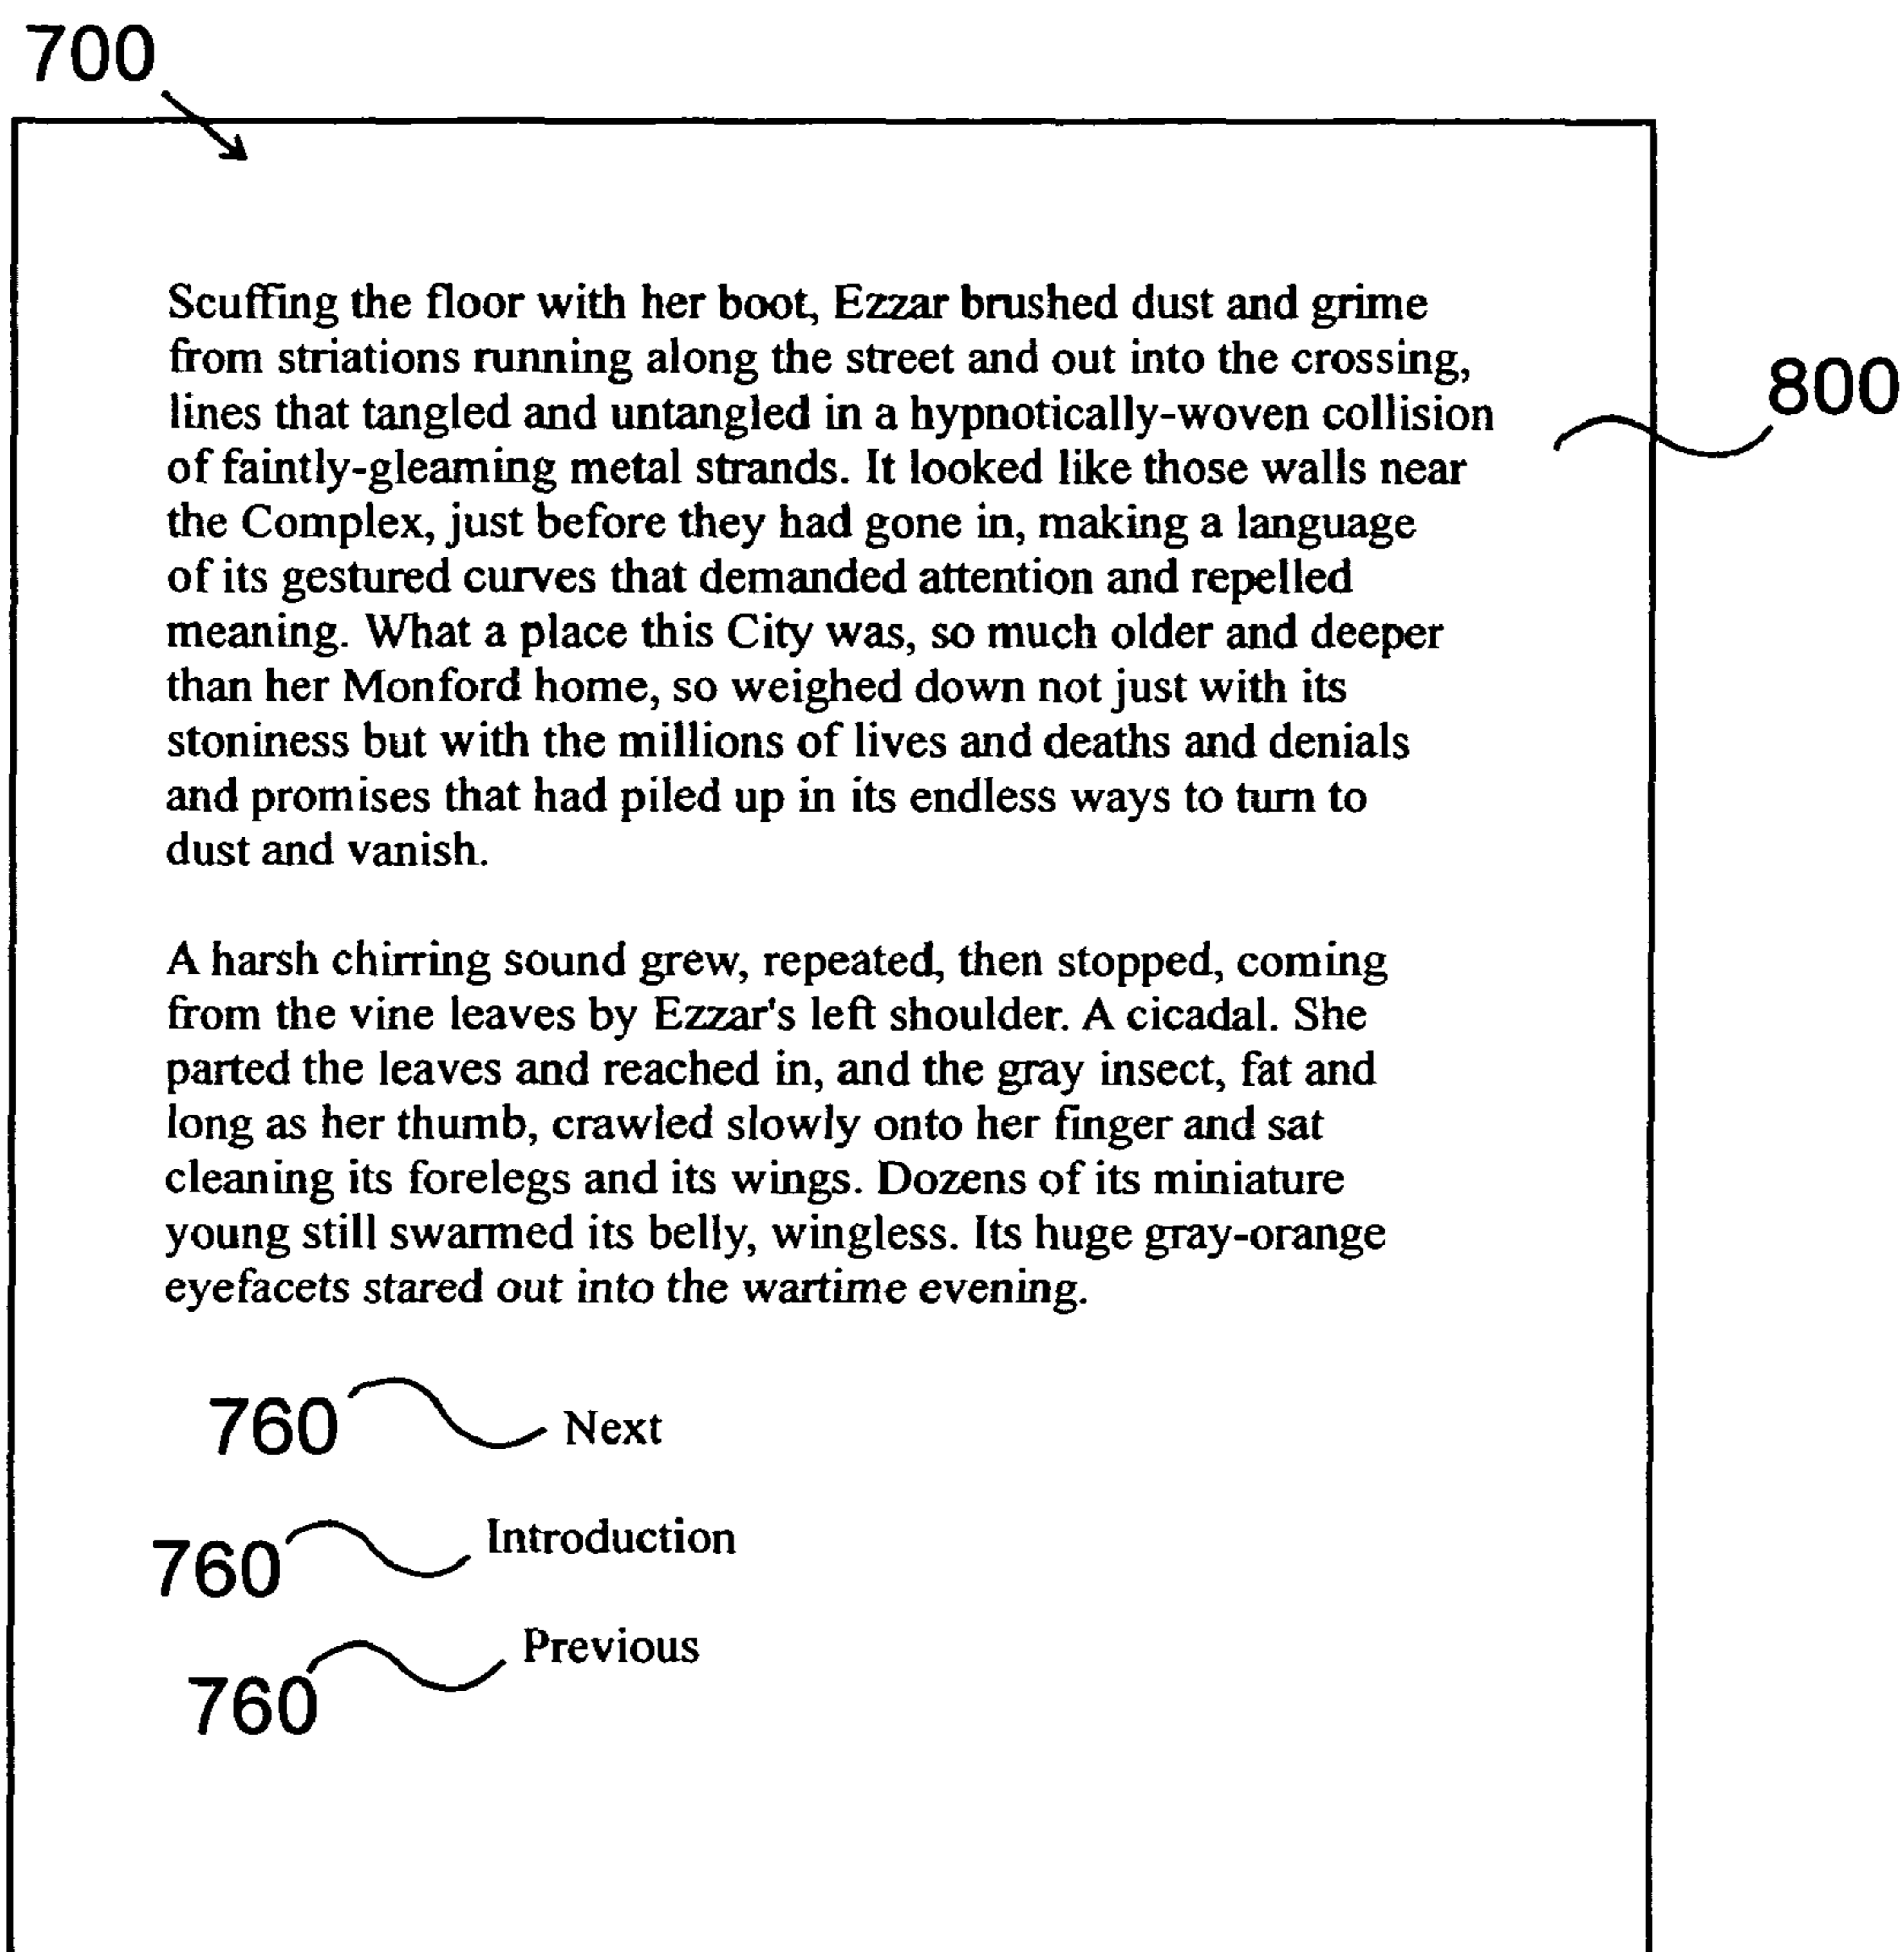 700
Scuffing the floor with her boot, Ezzar brushed dust and grime
from striations running along the street and out into the crossing,
800
lines that tangled and untangled in a hypnotically-woven collision
of faintly-gleaming metal strands. It looked like those walls near
the Complex, just before they had gone in, making a language
of its gestured curves that demanded attention and repelled
meaning. What a place this City was, so much older and deeper
than her Monford home, so weighed down not just with its
stoniness but with the millions of lives and deaths and denials
and promises that had piled up in its endless ways to turn to
dust and vanish.
A harsh chirring sound grew, repeated, then stopped, coming
from the vine leaves by Ezzar's left shoulder. A cicadal. She
parted the leaves and reached in, and the gray insect, fat and
long as her thumb, crawled slowly onto her finger and sat
cleaning its forelegs and its wings. Dozens of its miniature
young still swarmed its belly, wingless. Its huge gray-orange
eyefacets stared out into the wartime evening.
760 Next
760 Introduction
760 Previous